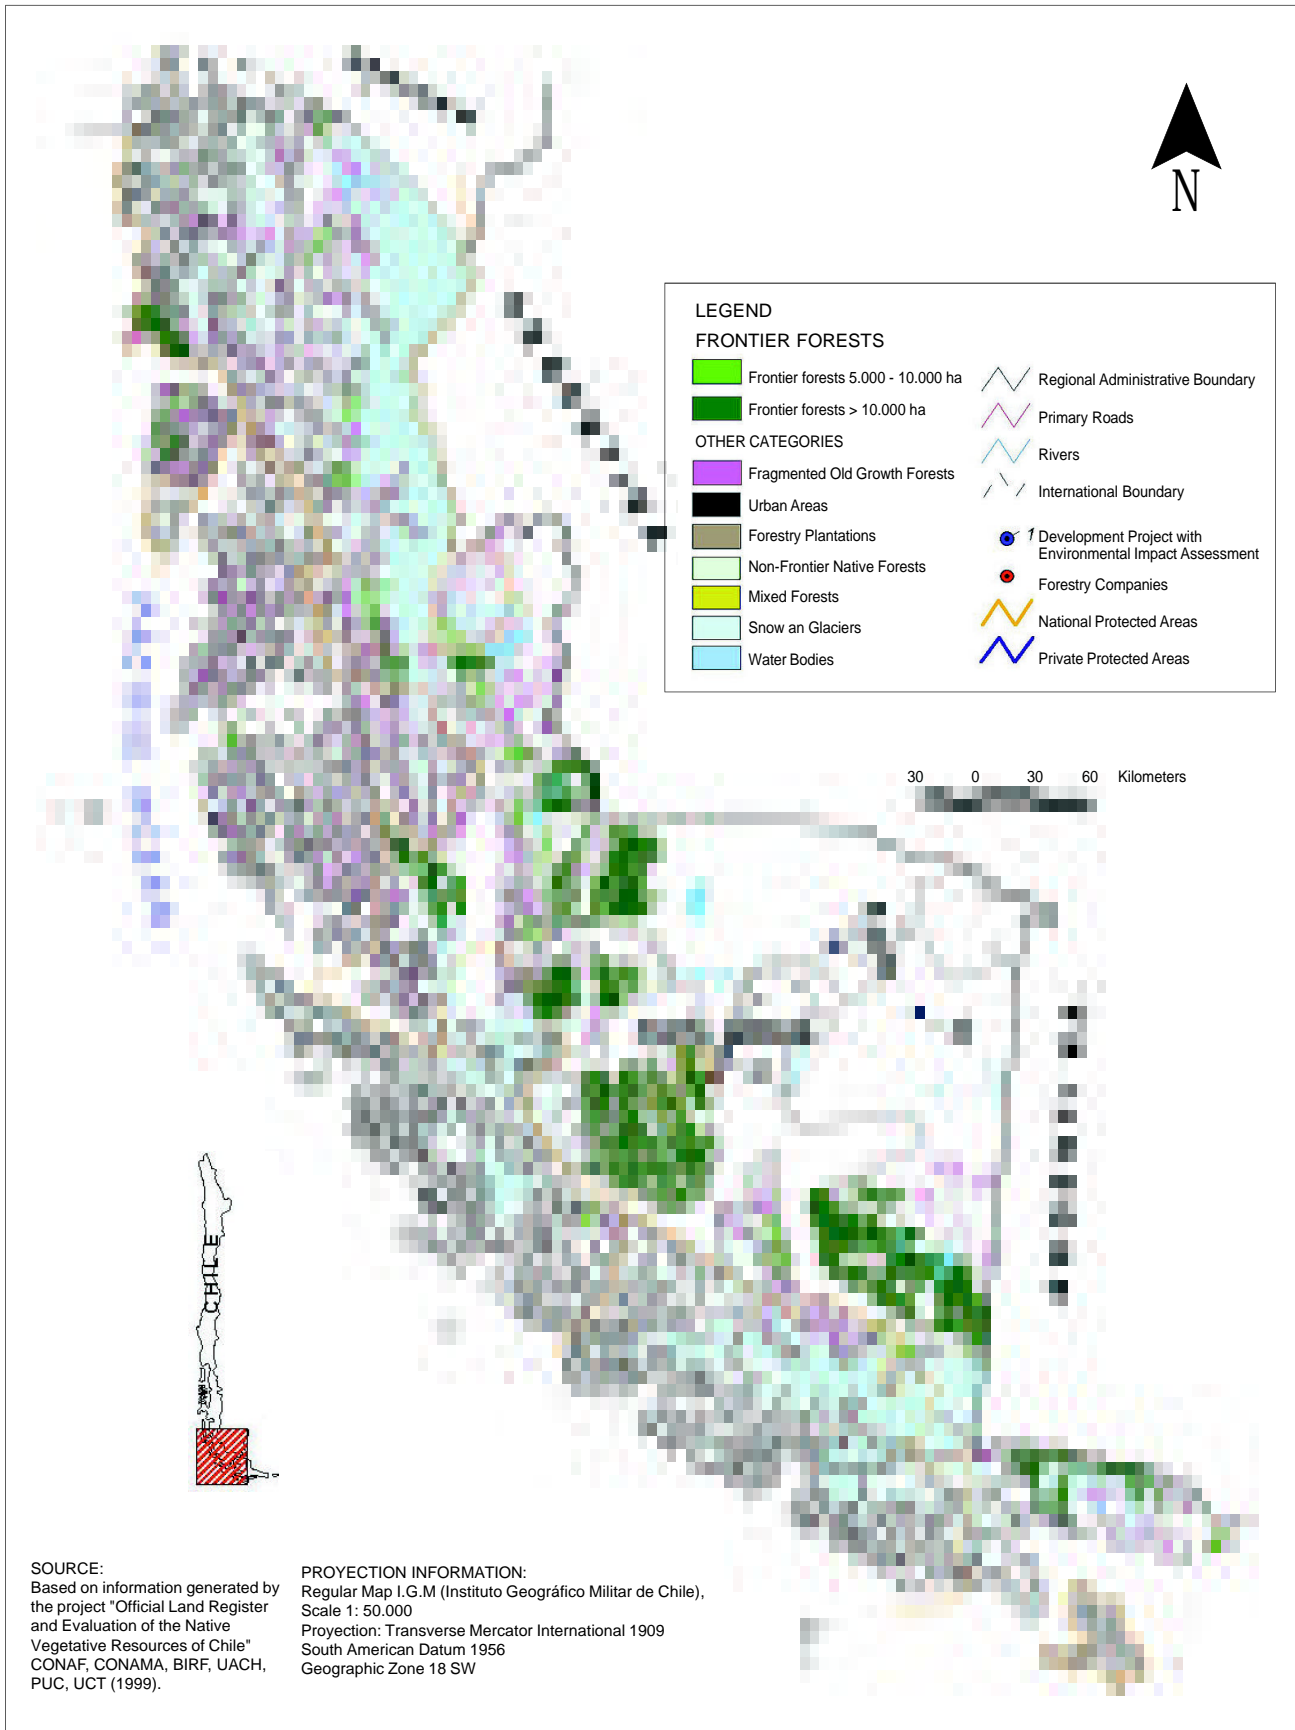 N
LEGEND
FRONTIER FORESTS
Frontier forests 5.000 - 10.000 ha
Frontier forests > 10.000 ha
OTHER CATEGORIES
Fragmented Old Growth Forests
Urban Areas
Forestry Plantations
Non-Frontier Native Forests
Mixed Forests
Snow an Glaciers
Water Bodies
Regional Administrative Boundary
Primary Roads
Rivers
International Boundary
1 Development Project with
Environmental Impact Assessment
Forestry Companies
National Protected Areas
Private Protected Areas
30 0 30 60 Kilometers
CHILE
SOURCE:
Based on information generated by
the project "Official Land Register
and Evaluation of the Native
Vegetative Resources of Chile"
CONAF, CONAMA, BIRF, UACH,
PUC, UCT (1999).
PROYECTION INFORMATION:
Regular Map I.G.M (Instituto Geográfico Militar de Chile),
Scale 1: 50.000
Proyection: Transverse Mercator International 1909
South American Datum 1956
Geographic Zone 18 SW